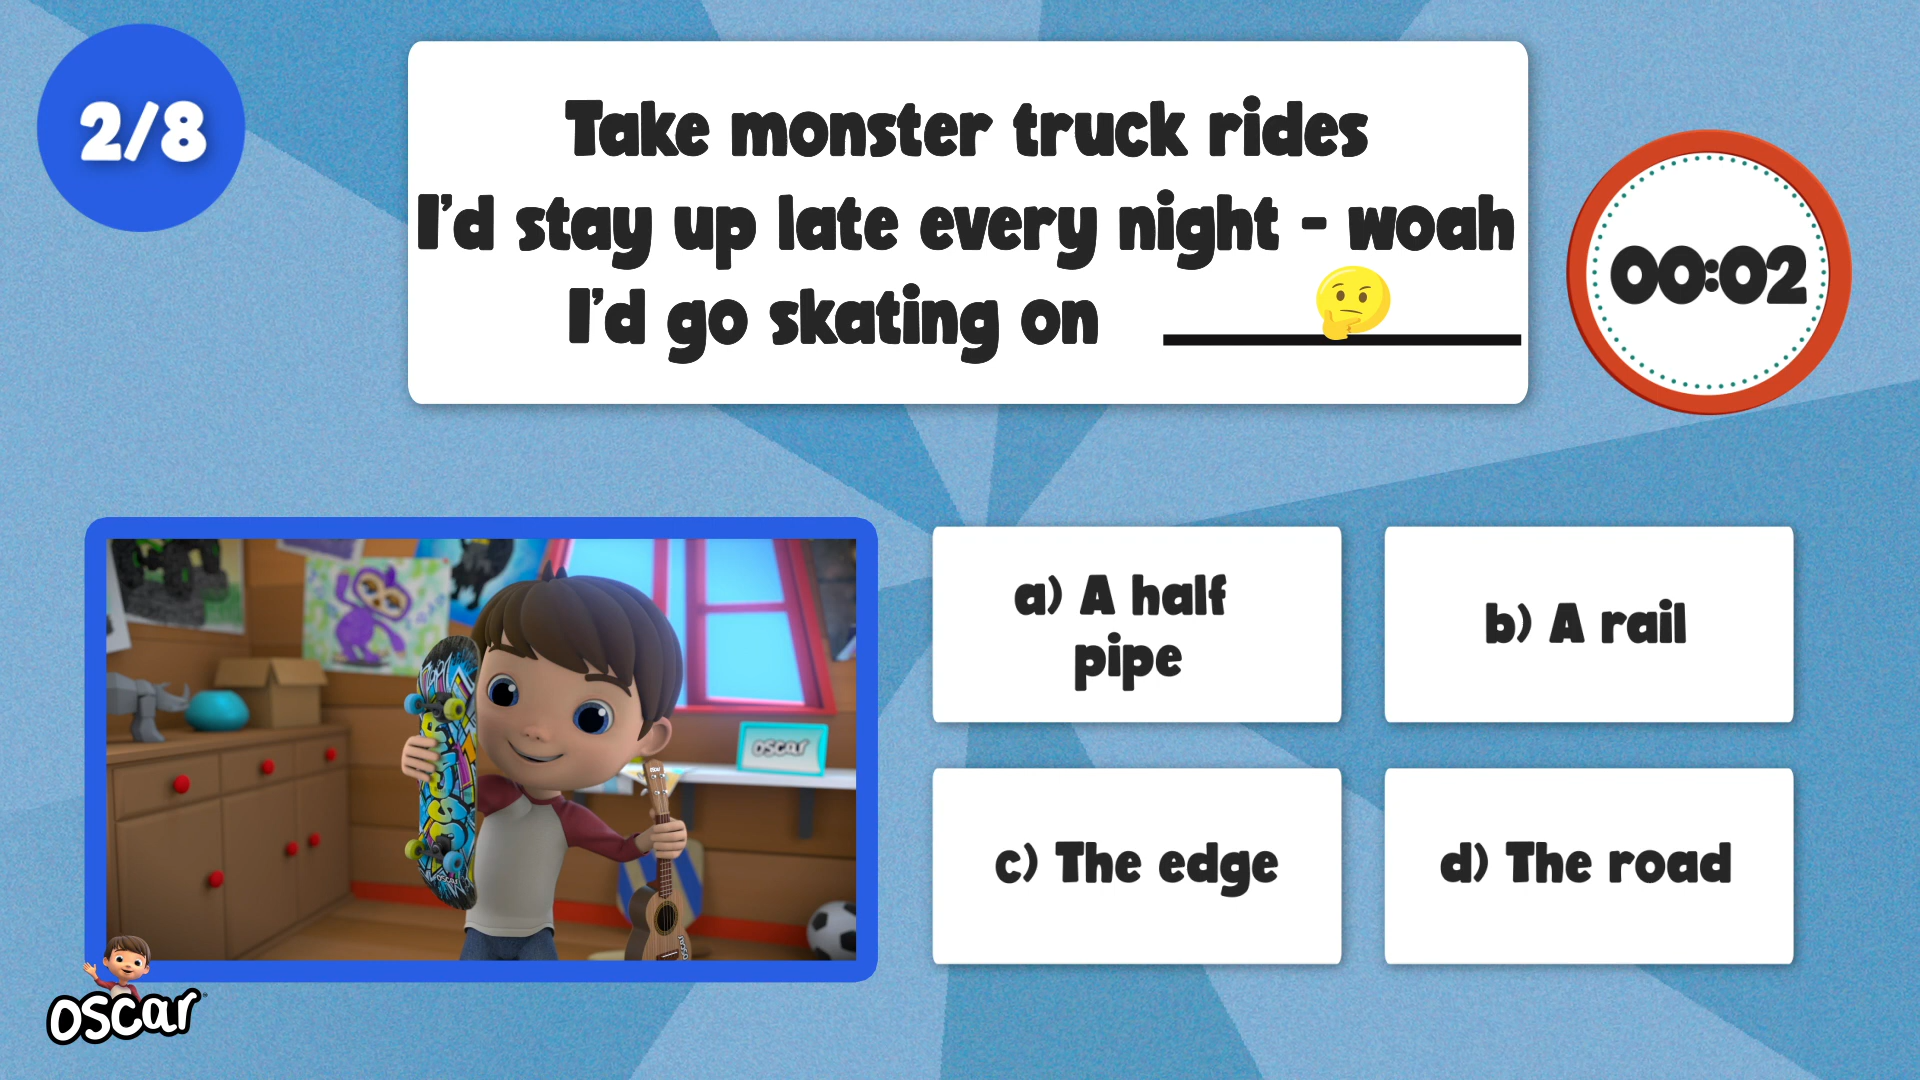 2/8
Take monster truck rides
I'd stay up late every night - woah
I'd go skating on
00:02
a) A half
pipe
b) A rail
c) The edge
d) The road
oscar
oscar